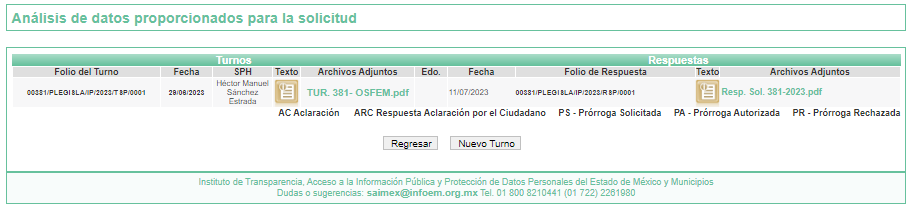 Análisis de datos proporcionados para la solicitud
Turnos Respuestas
Folio del Turno Fecha SPH Texto Archivos Adjuntos Edo. Fecha Folio de Respuesta Texto Archivos Adjuntos
00381/PLEGISLA/IP/2023/TSP/0001 29/06/2023 Héctor Manuel Sánchez Estrada TUR. 381- OSFEM.pdf 11/07/2023 00381/PLEGISLA/IP/2023/RSP/0001 Resp. Sol. 381-2023.pdf
AC Aclaración ARC Respuesta Aclaración por el Ciudadano PS - Prórroga Solicitada PA - Prórroga Autorizada PR - Prórroga Rechazada
Regresar Nuevo Turno
Instituto de Transparencia, Acceso a la Información Pública y Protección de Datos Personales del Estado de México y Municipios
Dudas o sugerencias: saimex@infoem.org.mx Tel. 01 800 8210441 (01 722) 2261980